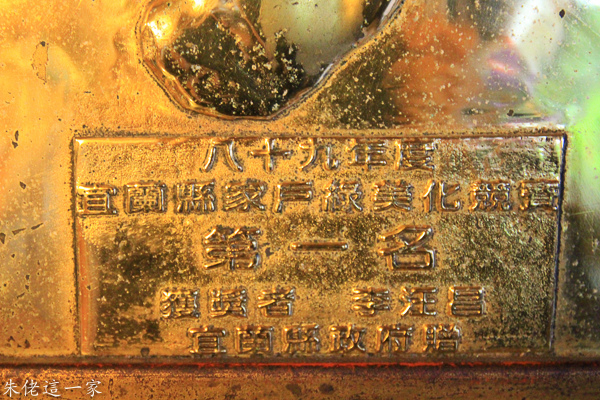 八十九年度
宜蘭縣家戶綠美化競賽
第一名
獲獎者 李汪昌
宜蘭縣政府贈
朱佬這一家